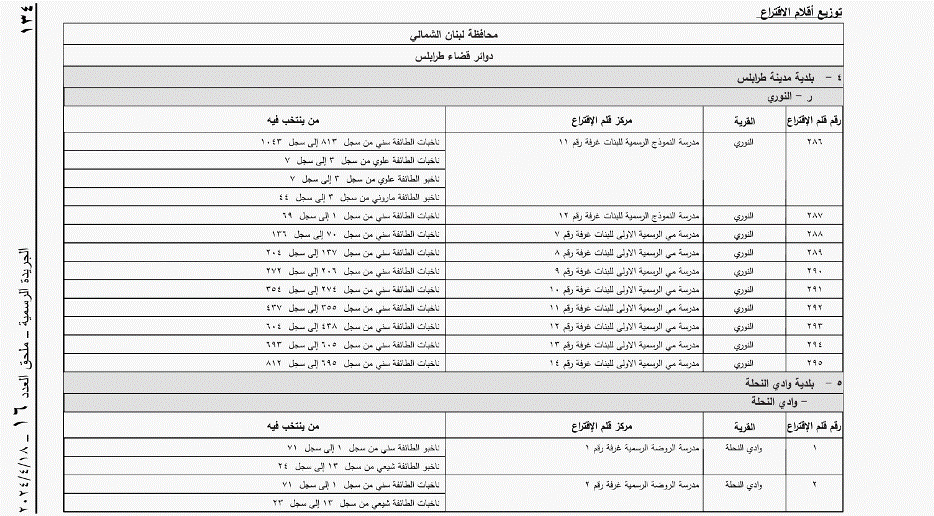 ١٣٤
الجريدة الرسمية ـ ملحق العدد ١٦ ـ ٢٠٢٤/٤/١٨
توزيع أقلام الاقتراع
محافظة لبنان الشمالي
دوائر قضاء طرابلس
٤ - بلدية مدينة طرابلس
ر - النوري
رقم قلم الإقتراع القرية مركز قلم الإقتراع من ينتخب فيه
٢٨٦ النوري مدرسة النموذج الرسمية للبنات غرفة رقم ١١ ناخبات الطائفة سني من سجل ٨١٣ إلى سجل ١٠٤٣
ناخبات الطائفة علوي من سجل ٣ إلى سجل ٧
ناخبو الطائفة علوي من سجل ٣ إلى سجل ٧
ناخبو الطائفة ماروني من سجل ٣ إلى سجل ٤٤
٢٨٧ النوري مدرسة النموذج الرسمية للبنات غرفة رقم ١٢ ناخبات الطائفة سني من سجل ١ إلى سجل ٦٩
٢٨٨ النوري مدرسة مي الرسمية الاولى للبنات غرفة رقم ٧ ناخبات الطائفة سني من سجل ٧٠ إلى سجل ١٣٦
٢٨٩ النوري مدرسة مي الرسمية الاولى للبنات غرفة رقم ٨ ناخبات الطائفة سني من سجل ١٣٧ إلى سجل ٢٠٤
٢٩٠ النوري مدرسة مي الرسمية الاولى للبنات غرفة رقم ٩ ناخبات الطائفة سني من سجل ٢٠٦ إلى سجل ٢٧٢
٢٩١ النوري مدرسة مي الرسمية الاولى للبنات غرفة رقم ١٠ ناخبات الطائفة سني من سجل ٢٧٤ إلى سجل ٣٥٤
٢٩٢ النوري مدرسة مي الرسمية الاولى للبنات غرفة رقم ١١ ناخبات الطائفة سني من سجل ٣٥٥ إلى سجل ٤٣٧
٢٩٣ النوري مدرسة مي الرسمية الاولى للبنات غرفة رقم ١٢ ناخبات الطائفة سني من سجل ٤٣٨ إلى سجل ٦٠٤
٢٩٤ النوري مدرسة مي الرسمية الاولى للبنات غرفة رقم ١٣ ناخبات الطائفة سني من سجل ٦٠٥ إلى سجل ٦٩٣
٢٩٥ النوري مدرسة مي الرسمية الاولى للبنات غرفة رقم ١٤ ناخبات الطائفة سني من سجل ٦٩٥ إلى سجل ٨١٢
٥ - بلدية وادي النحلة
- وادي النحلة
رقم قلم الإقتراع القرية مركز قلم الإقتراع من ينتخب فيه
١ وادي النحلة مدرسة الروضة الرسمية غرفة رقم ١ ناخبو الطائفة سني من سجل ١ إلى سجل ٧١
ناخبو الطائفة شيعي من سجل ١٣ إلى سجل ٢٤
٢ وادي النحلة مدرسة الروضة الرسمية غرفة رقم ٢ ناخبات الطائفة سني من سجل ١ إلى سجل ٧١
ناخبات الطائفة شيعي من سجل ١٣ إلى سجل ٢٣